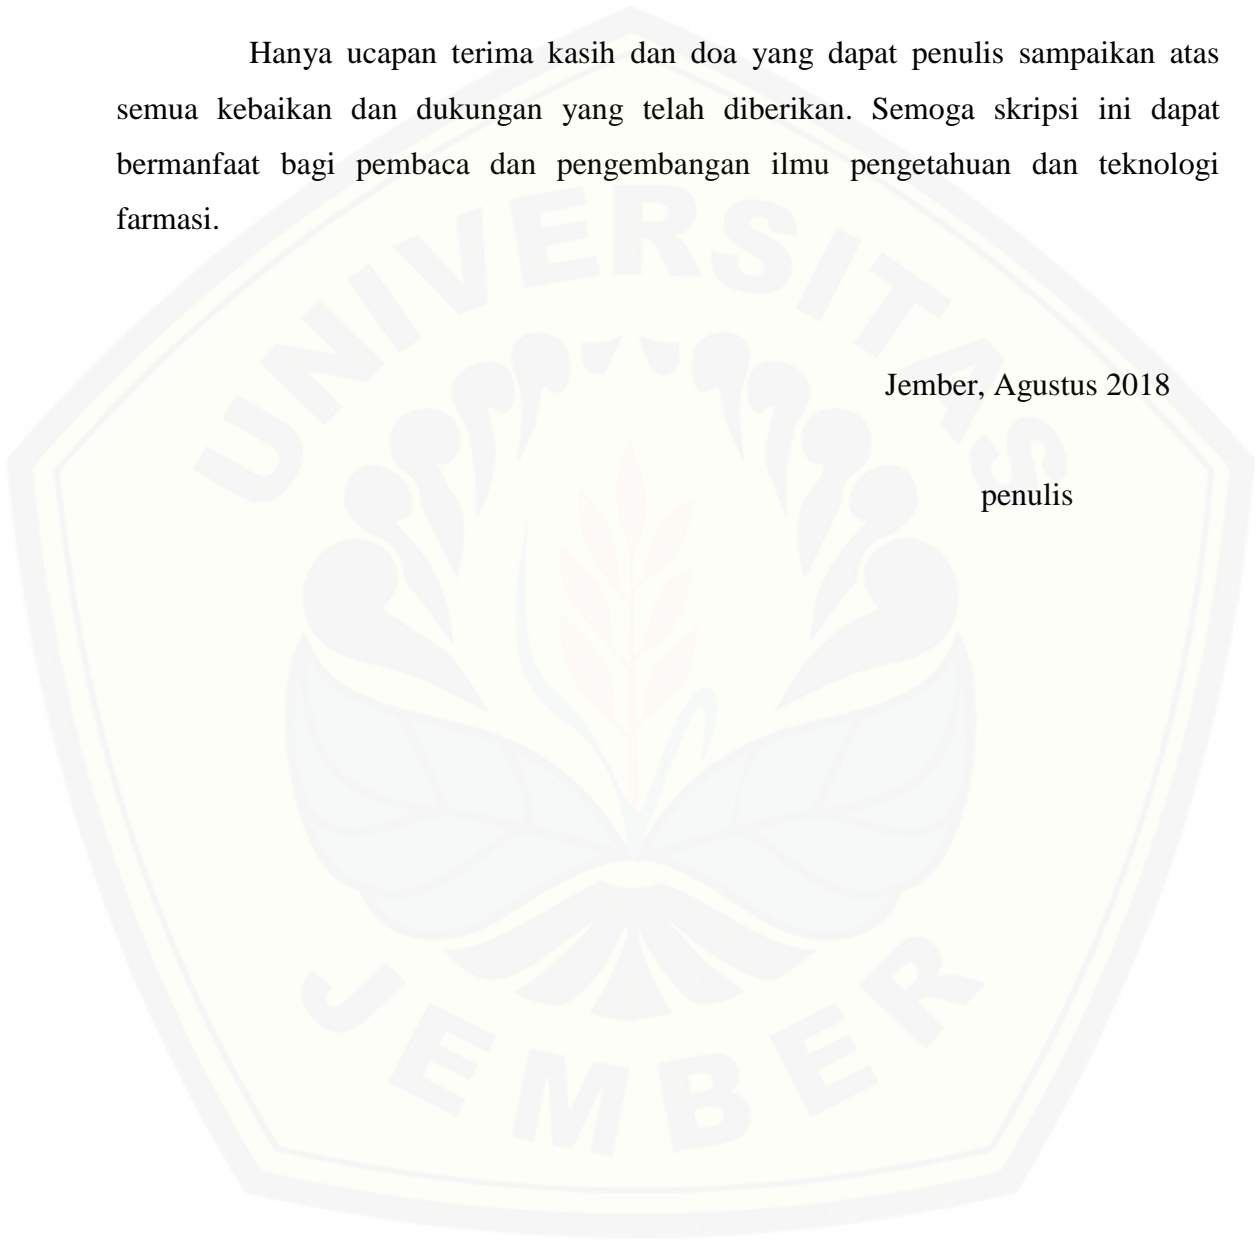 Hanya ucapan terima kasih dan doa yang dapat penulis sampaikan atas
semua kebaikan dan dukungan yang telah diberikan. Semoga skripsi ini dapat
bermanfaat bagi pembaca dan pengembangan ilmu pengetahuan dan teknologi
farmasi.
UNIVERSITAS
Jember, Agustus 2018
penulis
JEMBER